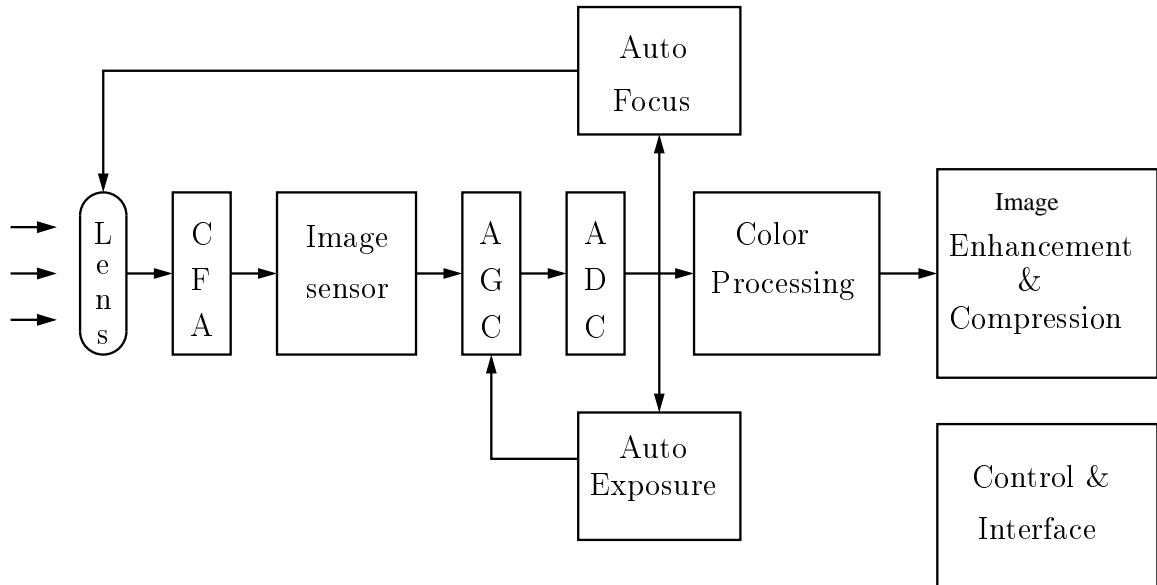 Auto
Focus
L
e
n
s
C
F
A
Image
sensor
A
G
C
A
D
C
Color
Processing
Image
Enhancement
&
Compression
Auto
Exposure
Control &
Interface